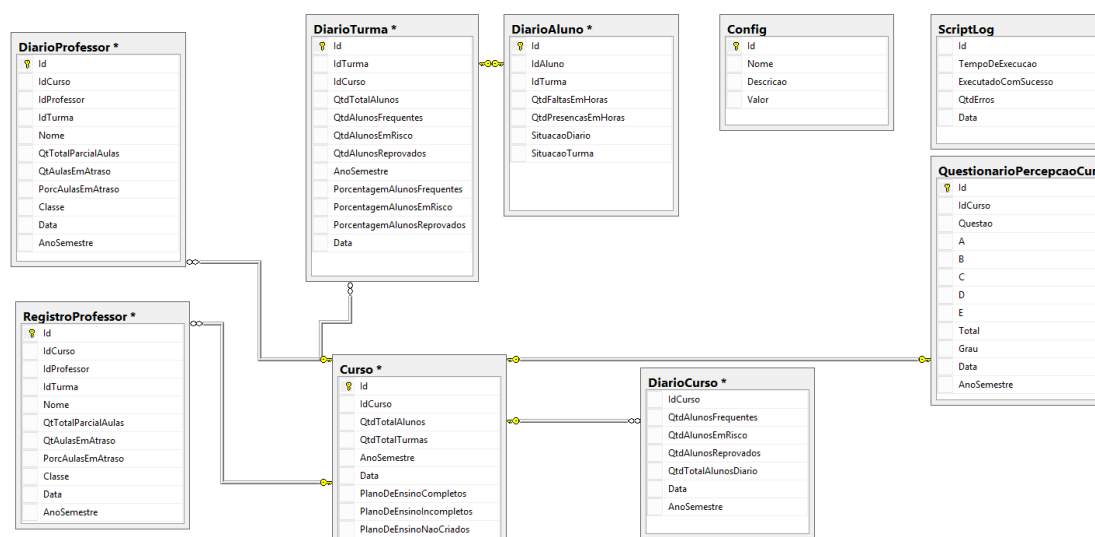 DiarioProfessor *
Id
IdCurso
IdProfessor
IdTurma
Nome
QtTotalParcialAulas
QtAulasEmAtraso
PorcAulasEmAtraso
Classe
Data
AnoSemestre
DiarioTurma *
Id
IdTurma
IdCurso
QtdTotalAlunos
QtdAlunosFrequentes
QtdAlunosEmRisco
QtdAlunosReprovados
AnoSemestre
PorcentagemAlunosFrequentes
PorcentagemAlunosEmRisco
PorcentagemAlunosReprovados
Data
DiarioAluno *
Id
IdAluno
IdTurma
QtdFaltasEmHoras
QtdPresencasEmHoras
SituacaoDiario
SituacaoTurma
Config
Id
Nome
Descricao
Valor
ScriptLog
Id
TempoDeExecucao
ExecutadoComSucesso
QtdErros
Data
QuestionarioPercepcaoCur
Id
IdCurso
Questao
A
B
C
D
E
Total
Grau
Data
AnoSemestre
RegistroProfessor *
Id
IdCurso
IdProfessor
IdTurma
Nome
QtTotalParcialAulas
QtAulasEmAtraso
PorcAulasEmAtraso
Classe
Data
AnoSemestre
Curso *
Id
IdCurso
QtdTotalAlunos
QtdTotalTurmas
AnoSemestre
Data
PlanoDeEnsinoCompletos
PlanoDeEnsinoIncompletos
PlanoDeEnsinoNaoCriados
DiarioCurso *
IdCurso
QtdAlunosFrequentes
QtdAlunosEmRisco
QtdAlunosReprovados
QtdTotalAlunosDiario
Data
AnoSemestre